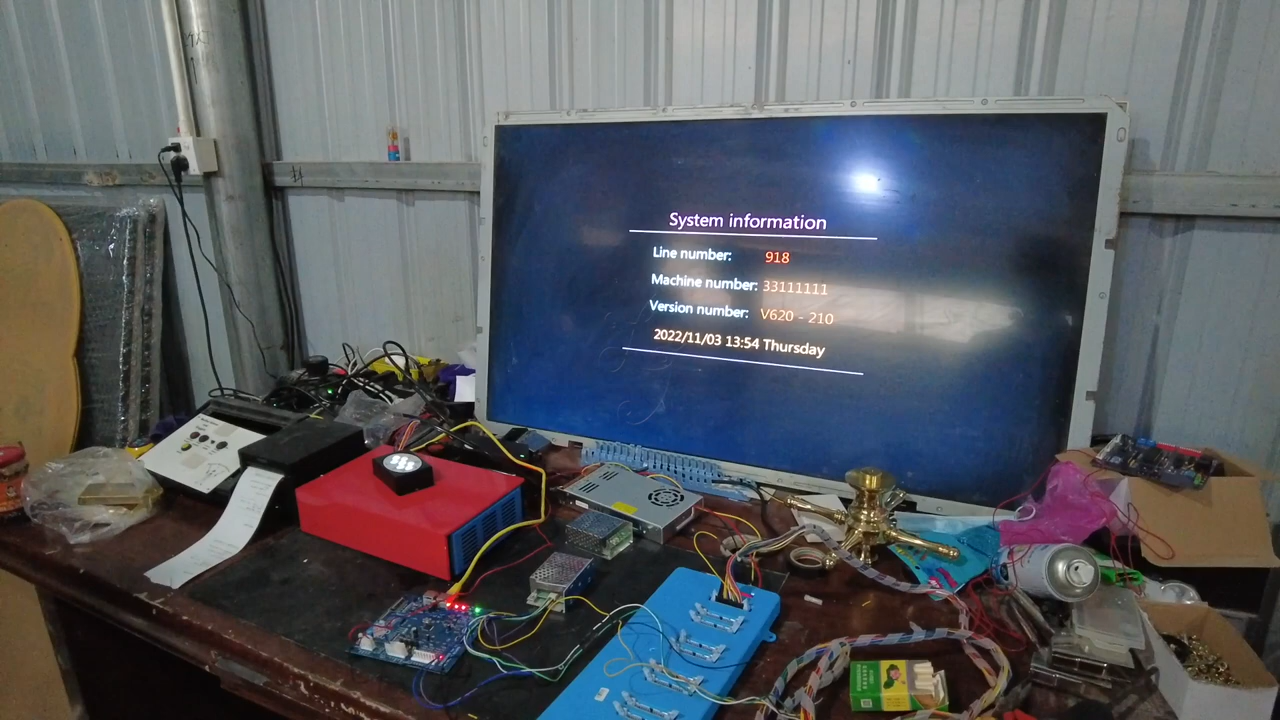 System information
Line number: 918
Machine number: 33111111
Version number: V620 - 210
2022/11/03 13:54 Thursday